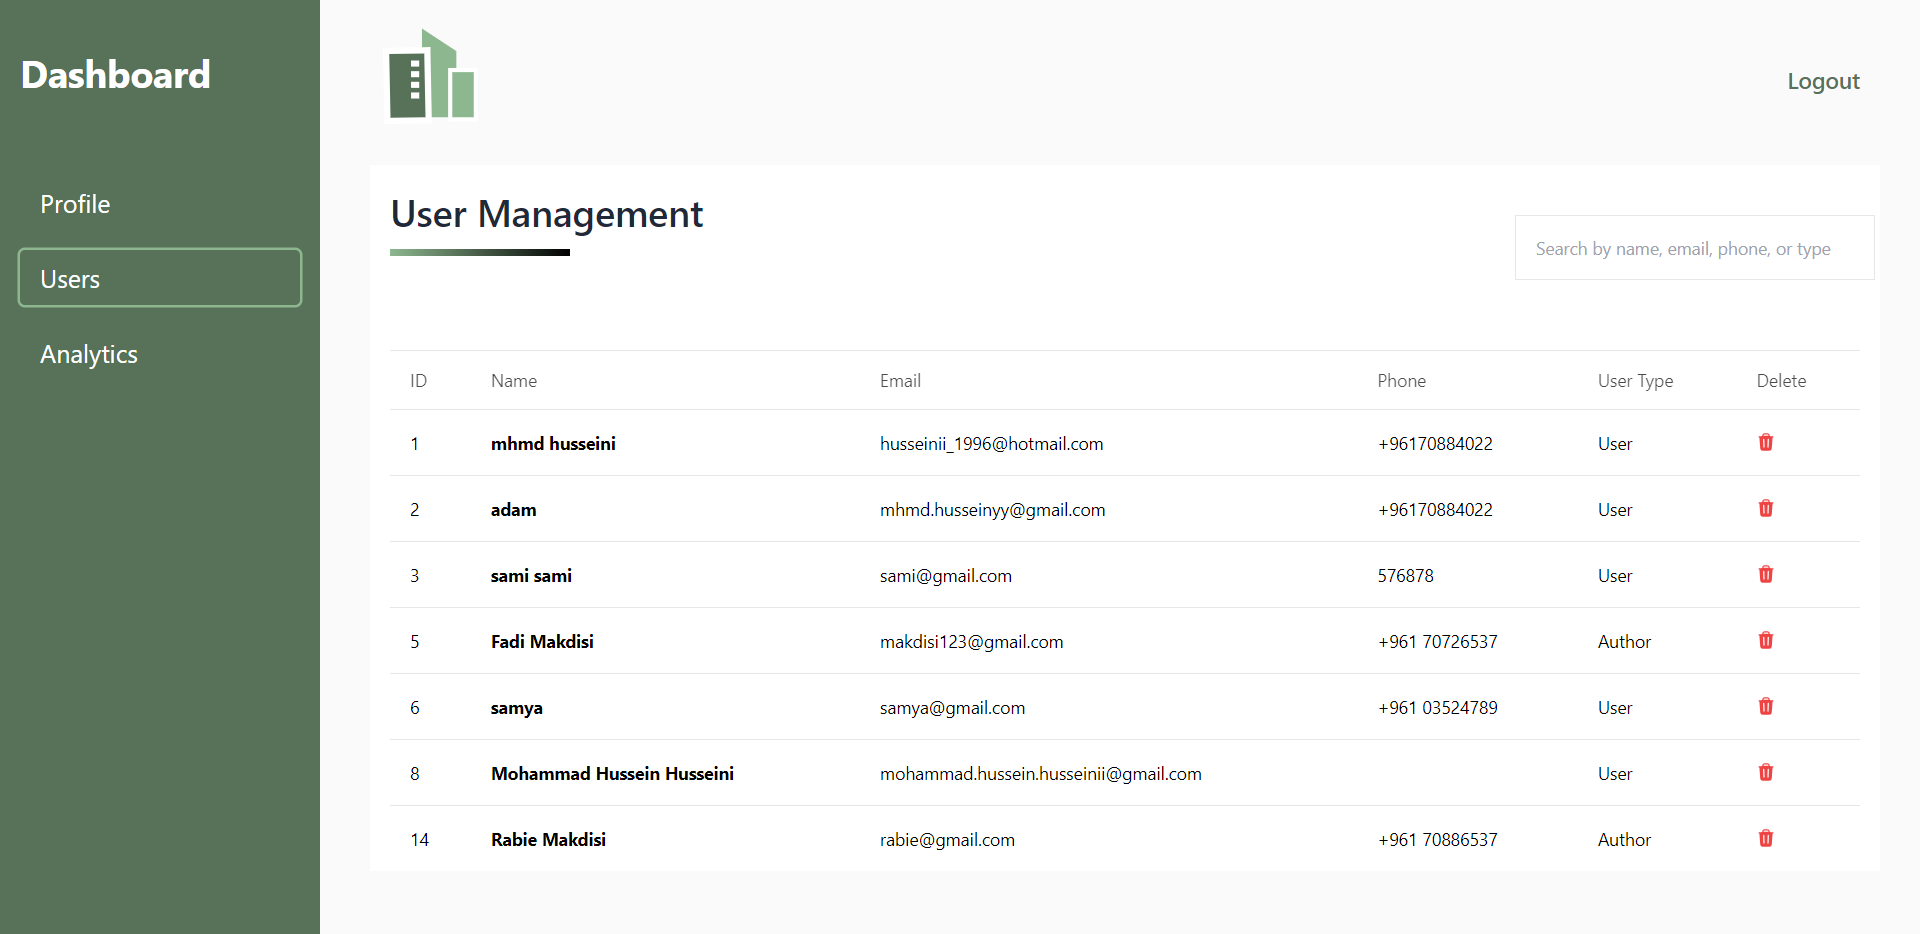 Dashboard
Logout
Profile
Users
Analytics
User Management
Search by name, email, phone, or type
ID Name Email Phone User Type Delete
1 mhmd husseini husseinii_1996@hotmail.com +96170884022 User
2 adam mhmd.husseinyy@gmail.com +96170884022 User
3 sami sami sami@gmail.com 576878 User
5 Fadi Makdisi makdisi123@gmail.com +961 70726537 Author
6 samya samya@gmail.com +961 03524789 User
8 Mohammad Hussein Husseini mohammad.hussein.husseinii@gmail.com User
14 Rabie Makdisi rabie@gmail.com +961 70886537 Author